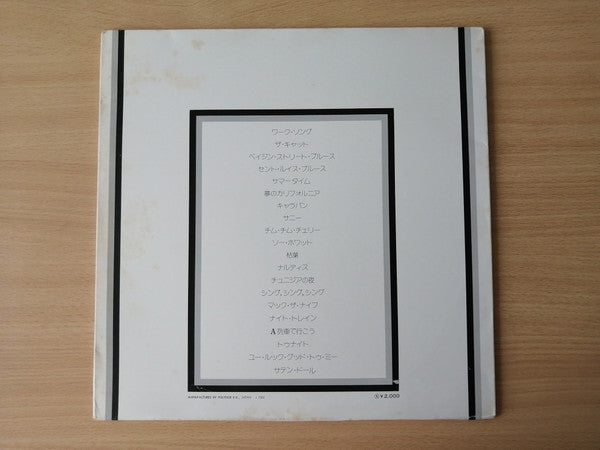 ワーク・ソング
ザ・キャット
ベイジン・ストリート・ブルース
セント・ルイス・ブルース
サマータイム
夢のカリフォルニア
キャラバン
サニー
チム・チム・チェリー
ソー・ホワット
枯葉
ナルディス
チュニジアの夜
シング,シング,シング
マック・ザ・ナイフ
ナイト・トレイン
A列車で行こう
トゥナイト
ユー・ルック・グッド・トゥ・ミー
サテン・ドール
MANUFACTURED BY POLYDOR K.K., JAPAN
¥2,000